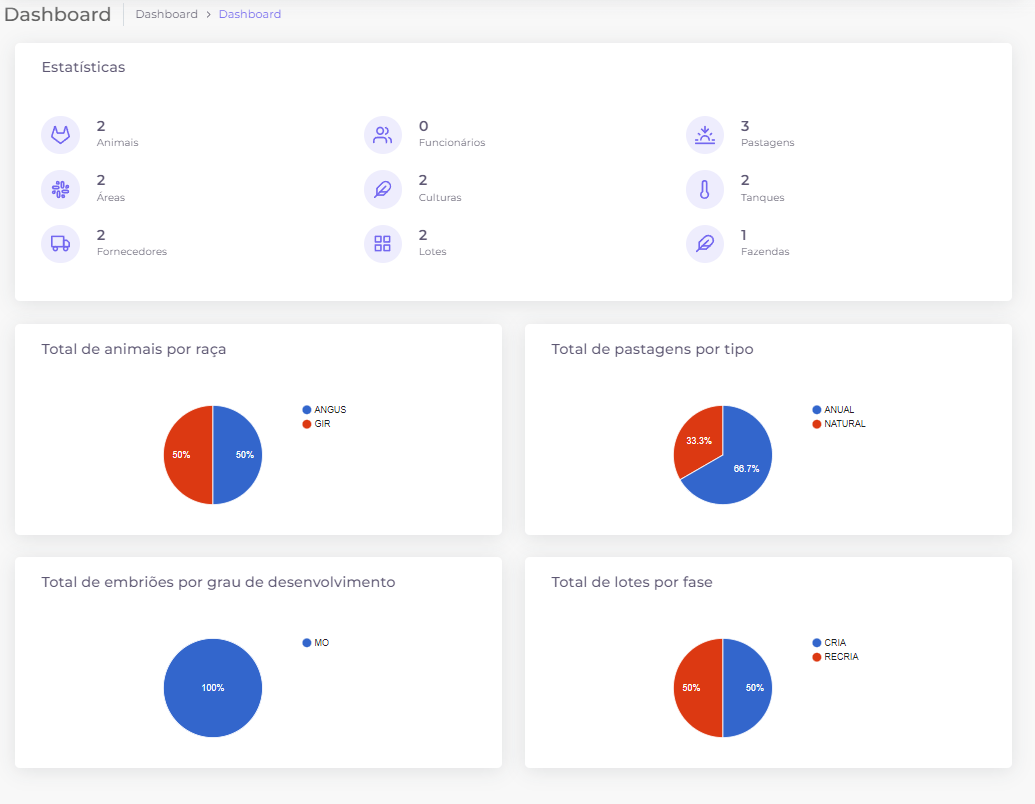 Dashboard
Dashboard > Dashboard
Estatísticas
2
Animais
0
Funcionários
3
Pastagens
2
Áreas
2
Culturas
2
Tanques
2
Fornecedores
2
Lotes
1
Fazendas
Total de animais por raça
ANGUS
GIR
50%
50%
Total de pastagens por tipo
ANUAL
NATURAL
33.3%
66.7%
Total de embriões por grau de desenvolvimento
MO
100%
Total de lotes por fase
CRIA
RECRIA
50%
50%